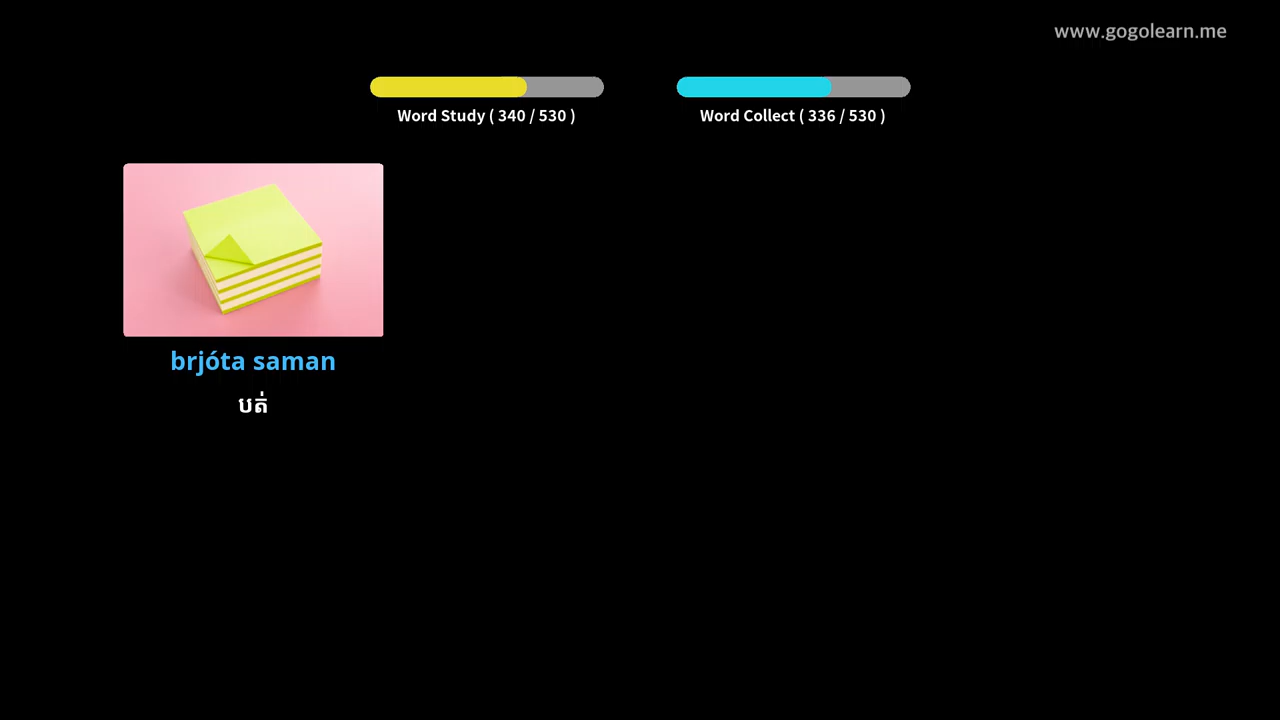 www.gogolearn.me
Word Study ( 340 / 530 )
Word Collect ( 336 / 530 )
brjóta saman
បត់